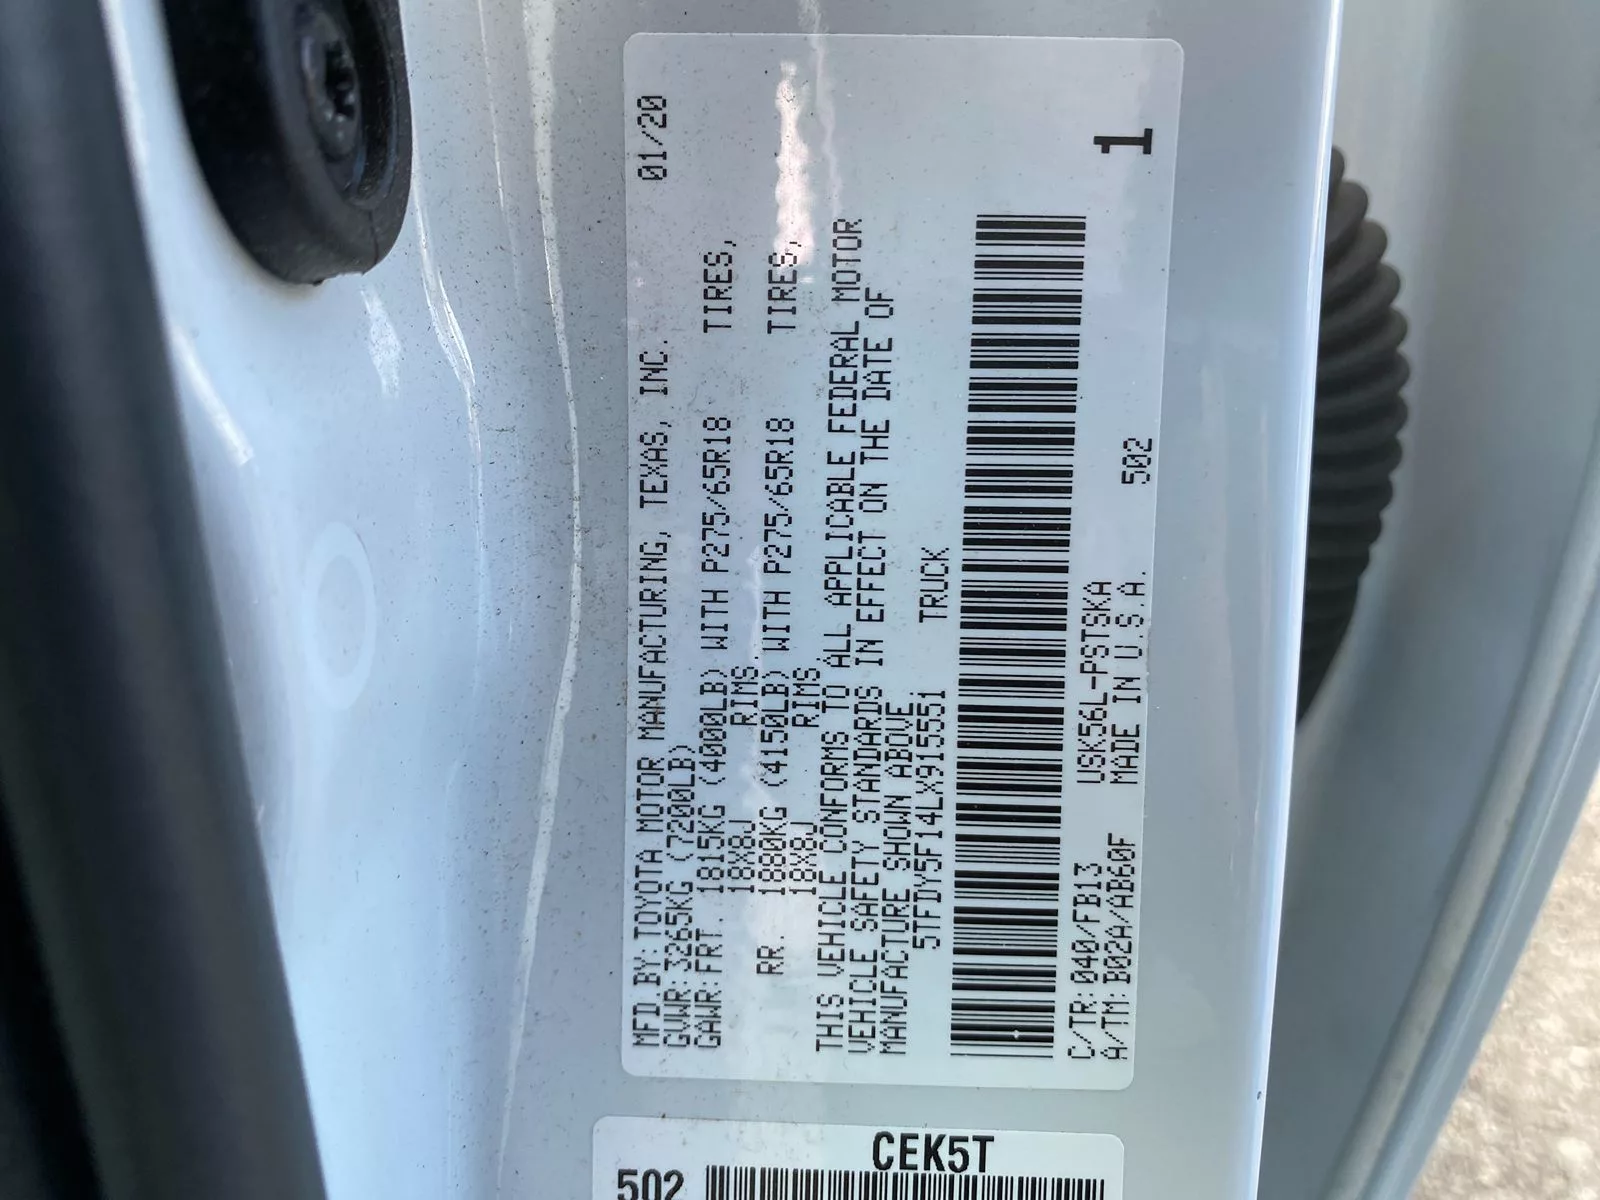 MFD BY:TOYOTA MOTOR MANUFACTURING, TEXAS, INC. 01/20
GVWR:3265KG (7200LB)
GAWR:FRT. 1815KG (4000LB) WITH P275/65R18 TIRES,
18X8J RIMS,
RR. 1880KG (4150LB) WITH P275/65R18 TIRES,
18X8J RIMS,
THIS VEHICLE CONFORMS TO ALL APPLICABLE FEDERAL MOTOR
VEHICLE SAFETY STANDARDS IN EFFECT ON THE DATE OF
MANUFACTURE SHOWN ABOVE
5TFDY5F14LX915551 TRUCK
C/TR:040/FB13 USK56L-PSTSKA
A/TM:B02A/AB60F MADE IN U.S.A. 502 1
CEK5T
502